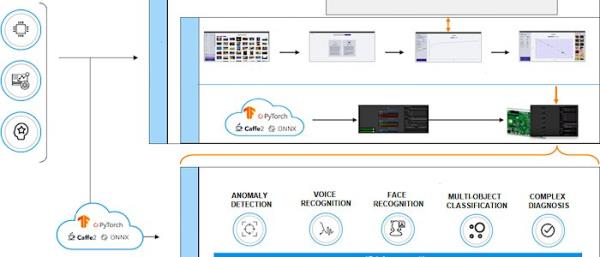 PyTorch
Caffe2 ONNX
PyTorch
Caffe2 ONNX
ANOMALY
DETECTION
VOICE
RECOGNITION
FACE
RECOGNITION
MULTI-OBJECT
CLASSIFICATION
COMPLEX
DIAGNOSIS